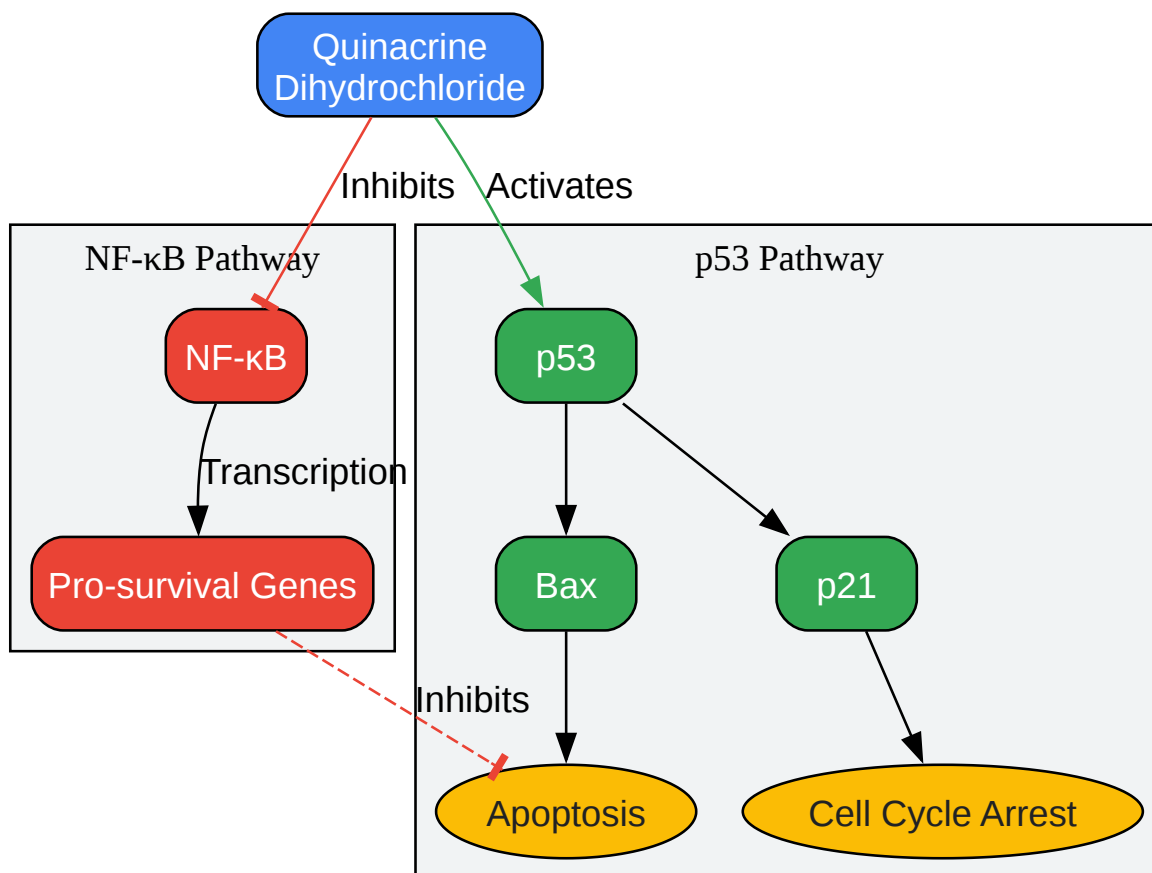 Quinacrine
Dihydrochloride
Inhibits
Activates
NF-κB Pathway
p53 Pathway
NF-κB
p53
Transcription
Pro-survival Genes
Bax
p21
Inhibits
Apoptosis
Cell Cycle Arrest